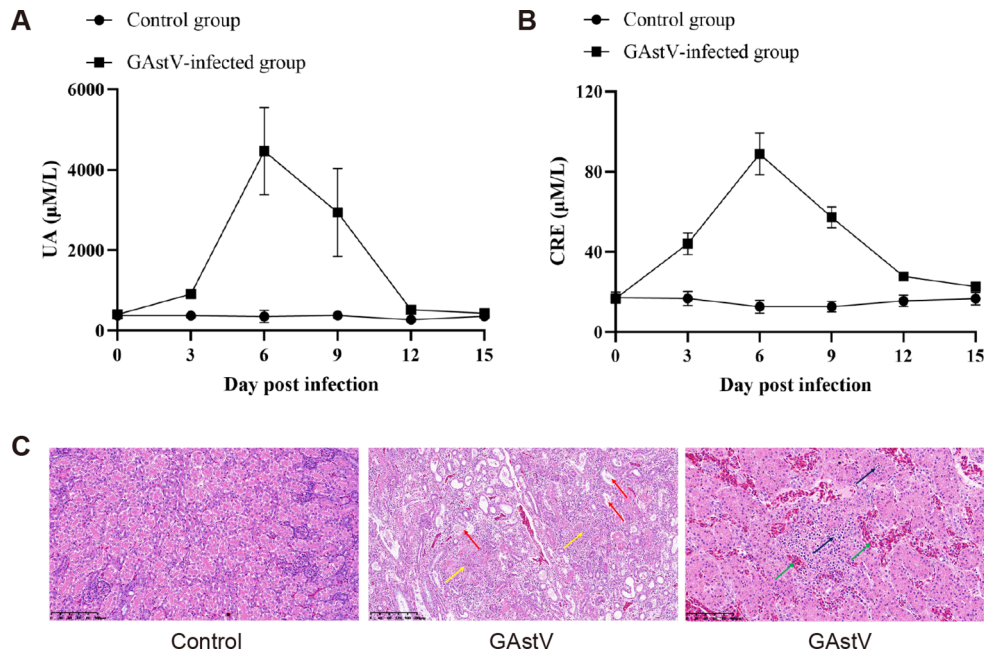 A
Control group
GAstV-infected group
6000
4000
2000
0
UA (μM/L)
0 3 6 9 12 15
Day post infection
B
Control group
GAstV-infected group
120
80
40
0
CRE (μM/L)
0 3 6 9 12 15
Day post infection
C
Control
GAstV
GAstV